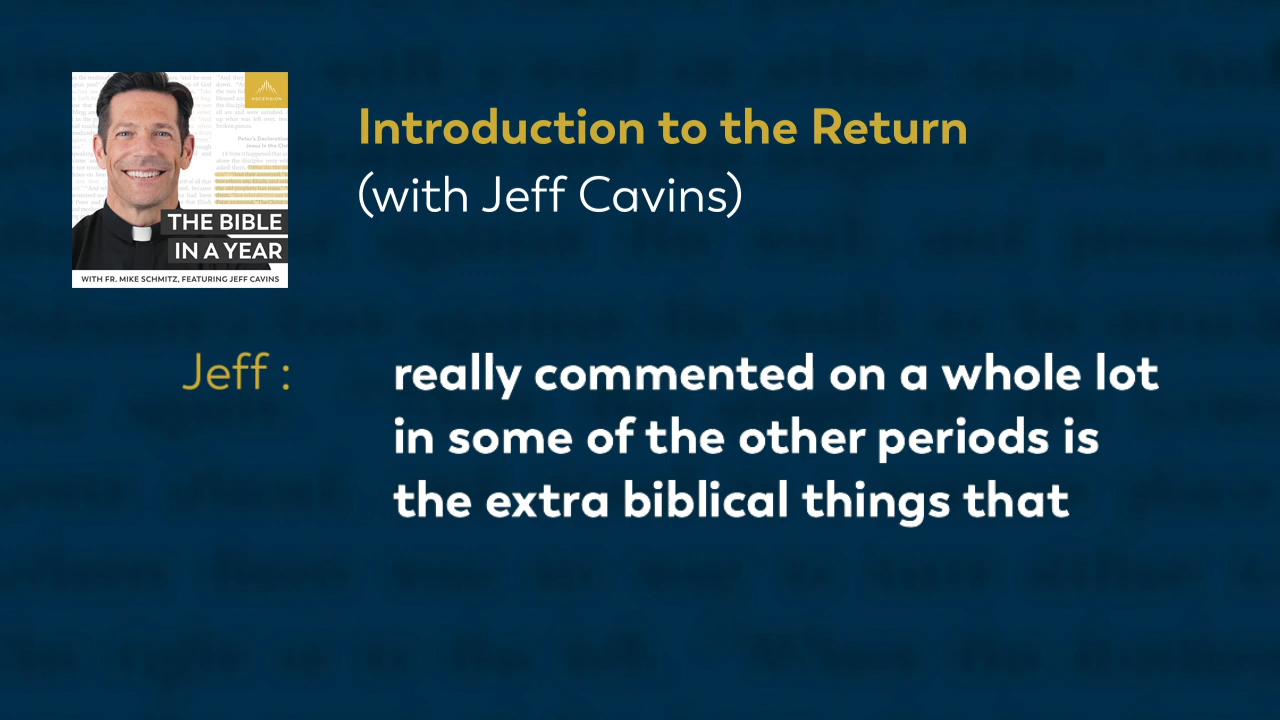 ASCENSION
THE BIBLE
IN A YEAR
WITH FR. MIKE SCHMITZ, FEATURING JEFF CAVINS
Introduction to the Return
(with Jeff Cavins)
Jeff :
really commented on a whole lot
in some of the other periods is
the extra biblical things that